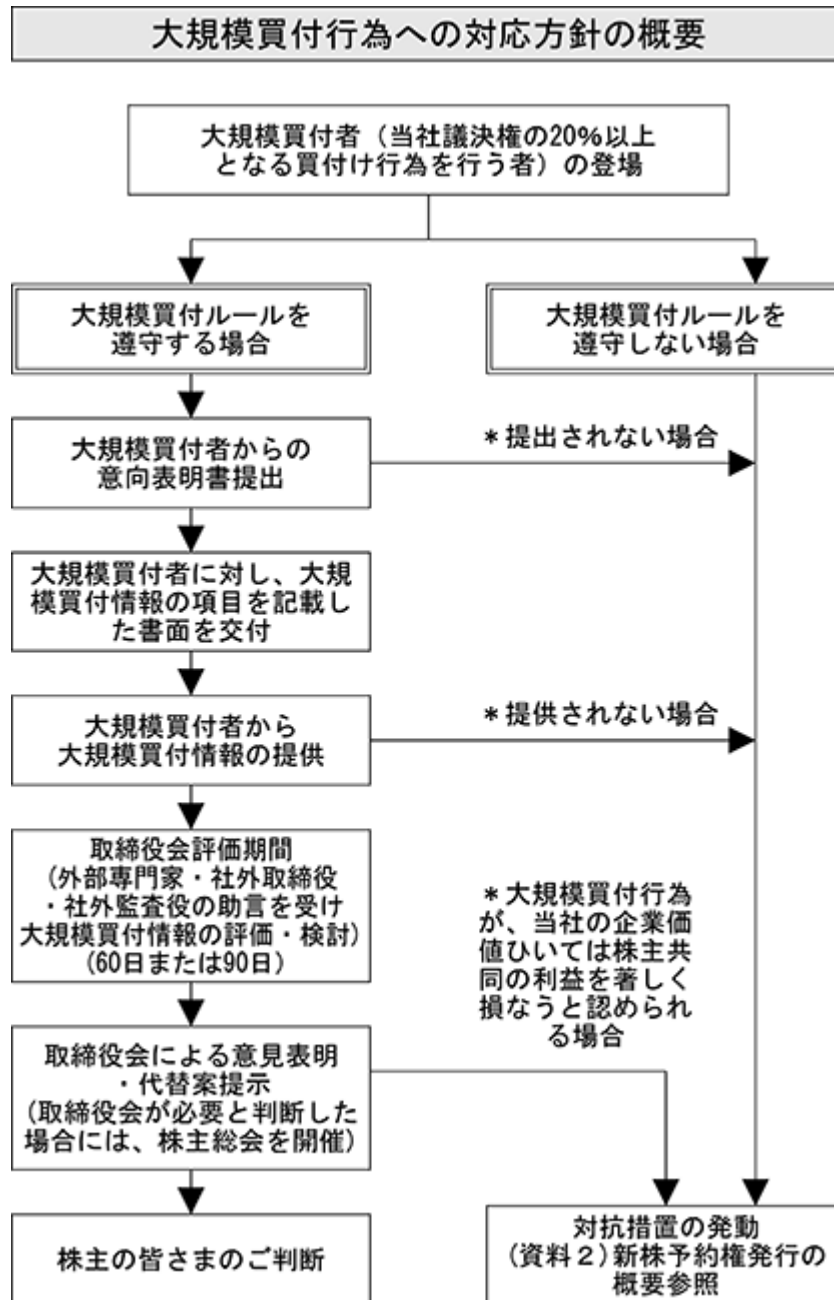 大規模買付行為への対応方針の概要
大規模買付者（当社議決権の20%以上
となる買付け行為を行う者）の登場
大規模買付ルールを
遵守する場合
大規模買付ルールを
遵守しない場合
大規模買付者からの
意向表明書提出
＊提出されない場合
大規模買付者に対し、大規
模買付情報の項目を記載し
た書面を交付
大規模買付者から
大規模買付情報の提供
＊提供されない場合
取締役会評価期間
(外部専門家・社外取締役
・社外監査役の助言を受け
大規模買付情報の評価・検討)
(60日または90日)
＊大規模買付行為
が、当社の企業価
値ひいては株主共
同の利益を著しく
損なうと認められ
る場合
取締役会による意見表明
・代替案提示
(取締役会が必要と判断した
場合には、株主総会を開催)
株主の皆さまのご判断
対抗措置の発動
(資料２)新株予約権発行の
概要参照